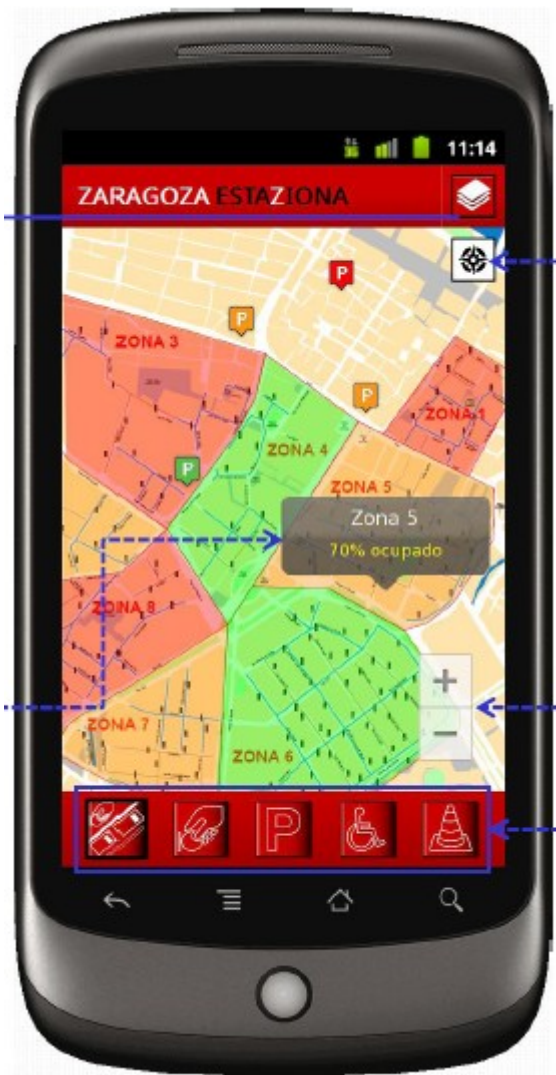 11:14
ZARAGOZA ESTAZIONA
P
P
ZONA 3
P
ZONA 1
ZONA 4
P
ZONA 5
Zona 5
70% ocupado
ZONA 8
+
ZONA 7
−
ZONA 6
P